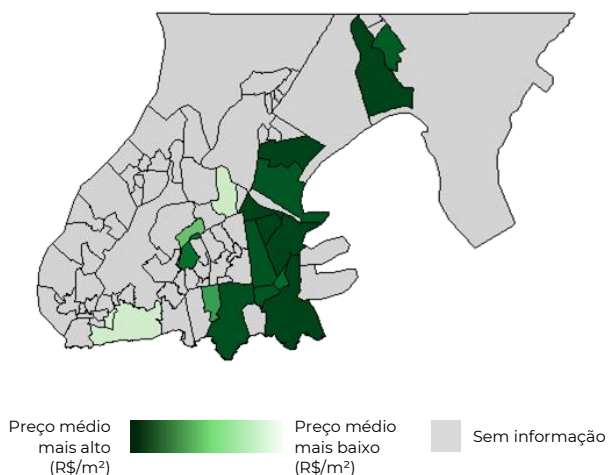 Preço médio
mais alto
(R$/m²)
Preço médio
mais baixo
(R$/m²)
Sem informação